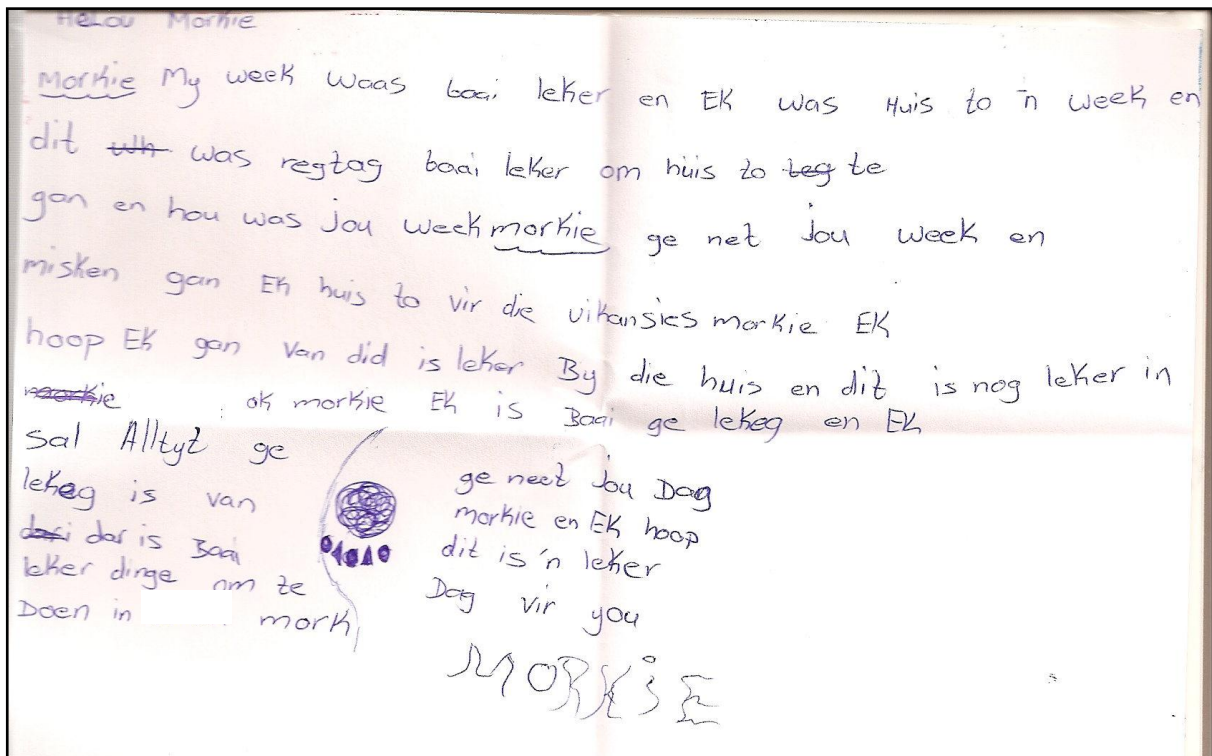 HeLou Morkie
Morkie My week waas baai leker en EK was Huis to 'n week en
dit was regtag baai leker om huis to te
gan en hou was jou week morkie ge net jou week en
misken gan EK huis to vir die vikansies morkie EK
hoop EK gan van did is leker By die huis en dit is nog leker in
ok morkie EK is Baai ge lekeg en EK
sal Alltyt ge
lekeg is van
dar is Baai
leker dinge om te
Doen in mork
ge neet jou Dag
morkie en EK hoop
dit is 'n leker
Dag vir you
MORKIE